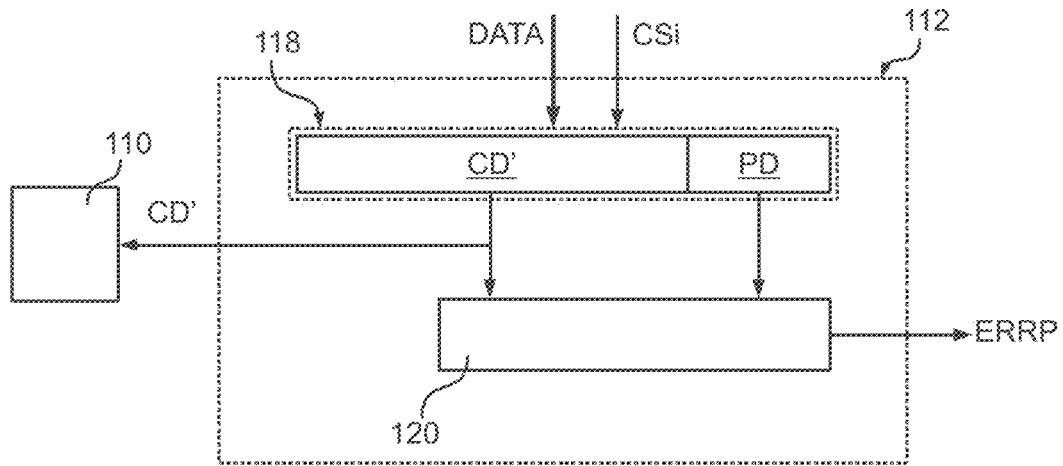 DATA
CSi
112
118
110
CD'
PD
CD'
ERRP
120